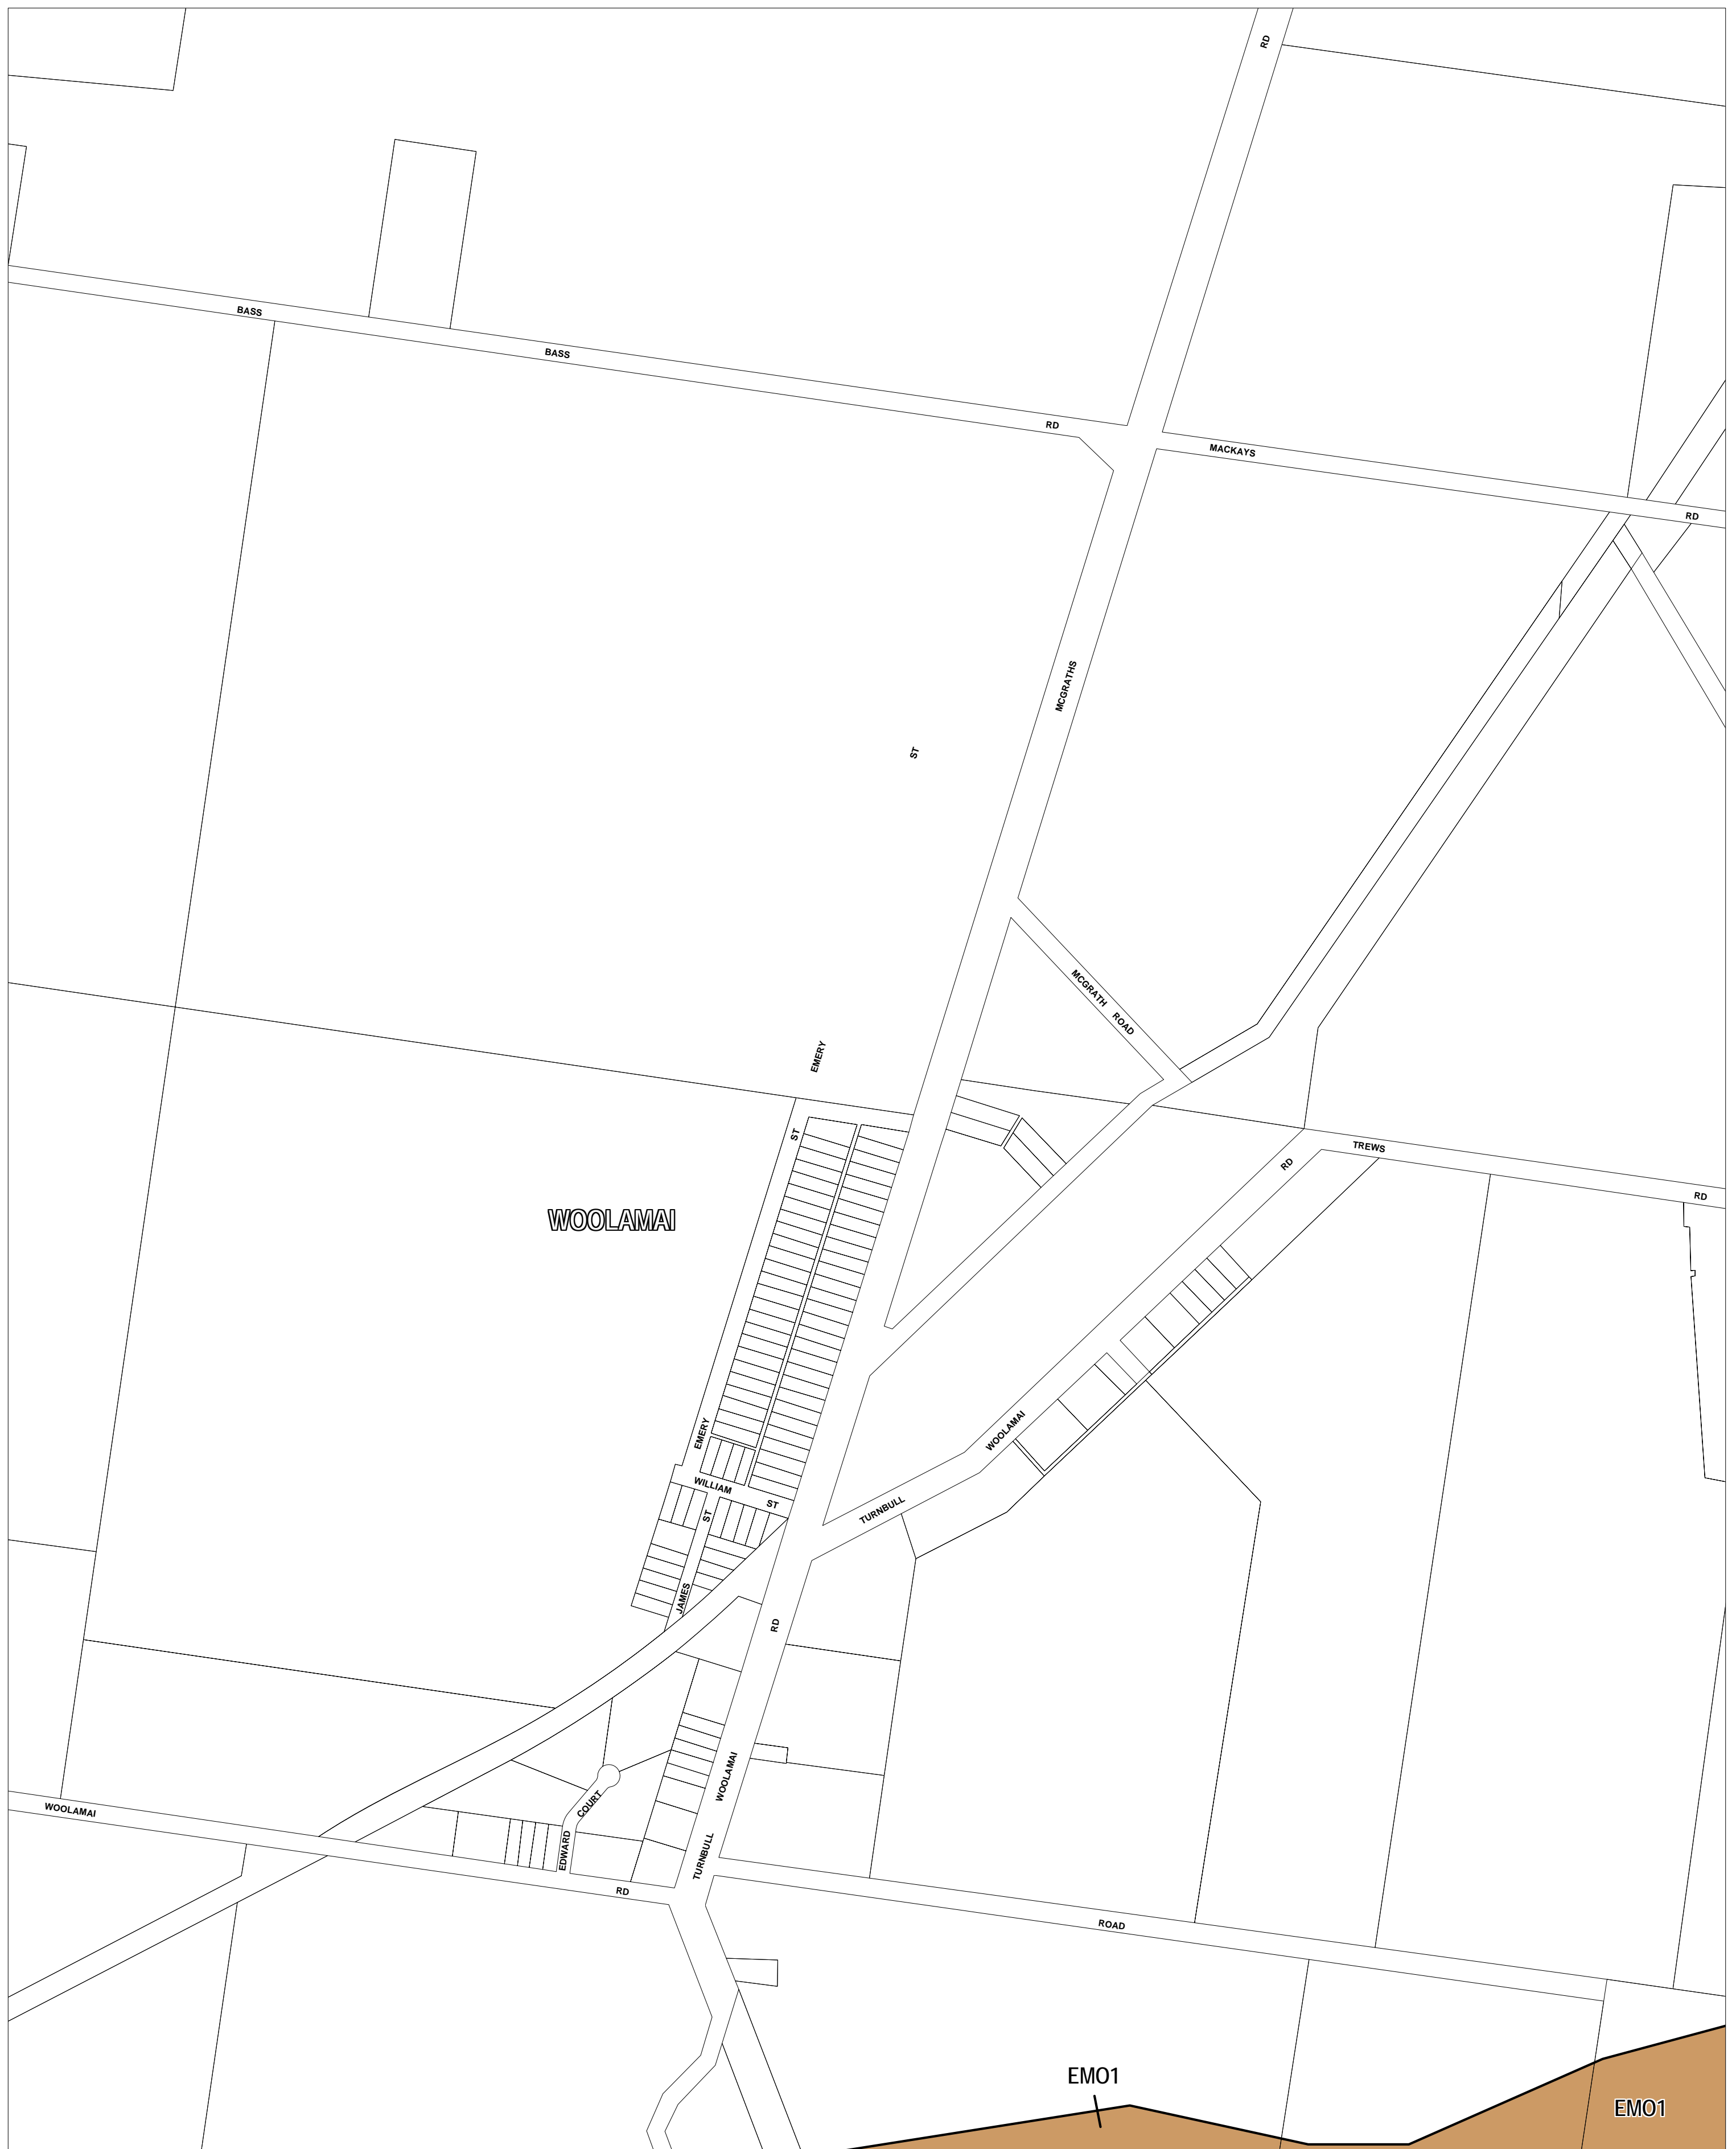 RD
BASS
BASS
RD
MACKAYS
RD
MCGRATHS
ST
MCGRATH ROAD
EMERY
ST
TREWS
RD
RD
WOOLAMAI
WOOLAMAI
EMERY
WILLIAM
ST
ST
TURNBULL
JAMES
RD
WOOLAMAI
COURT
WOOLAMAI
EDWARD
TURNBULL
RD
ROAD
EMO1
EMO1